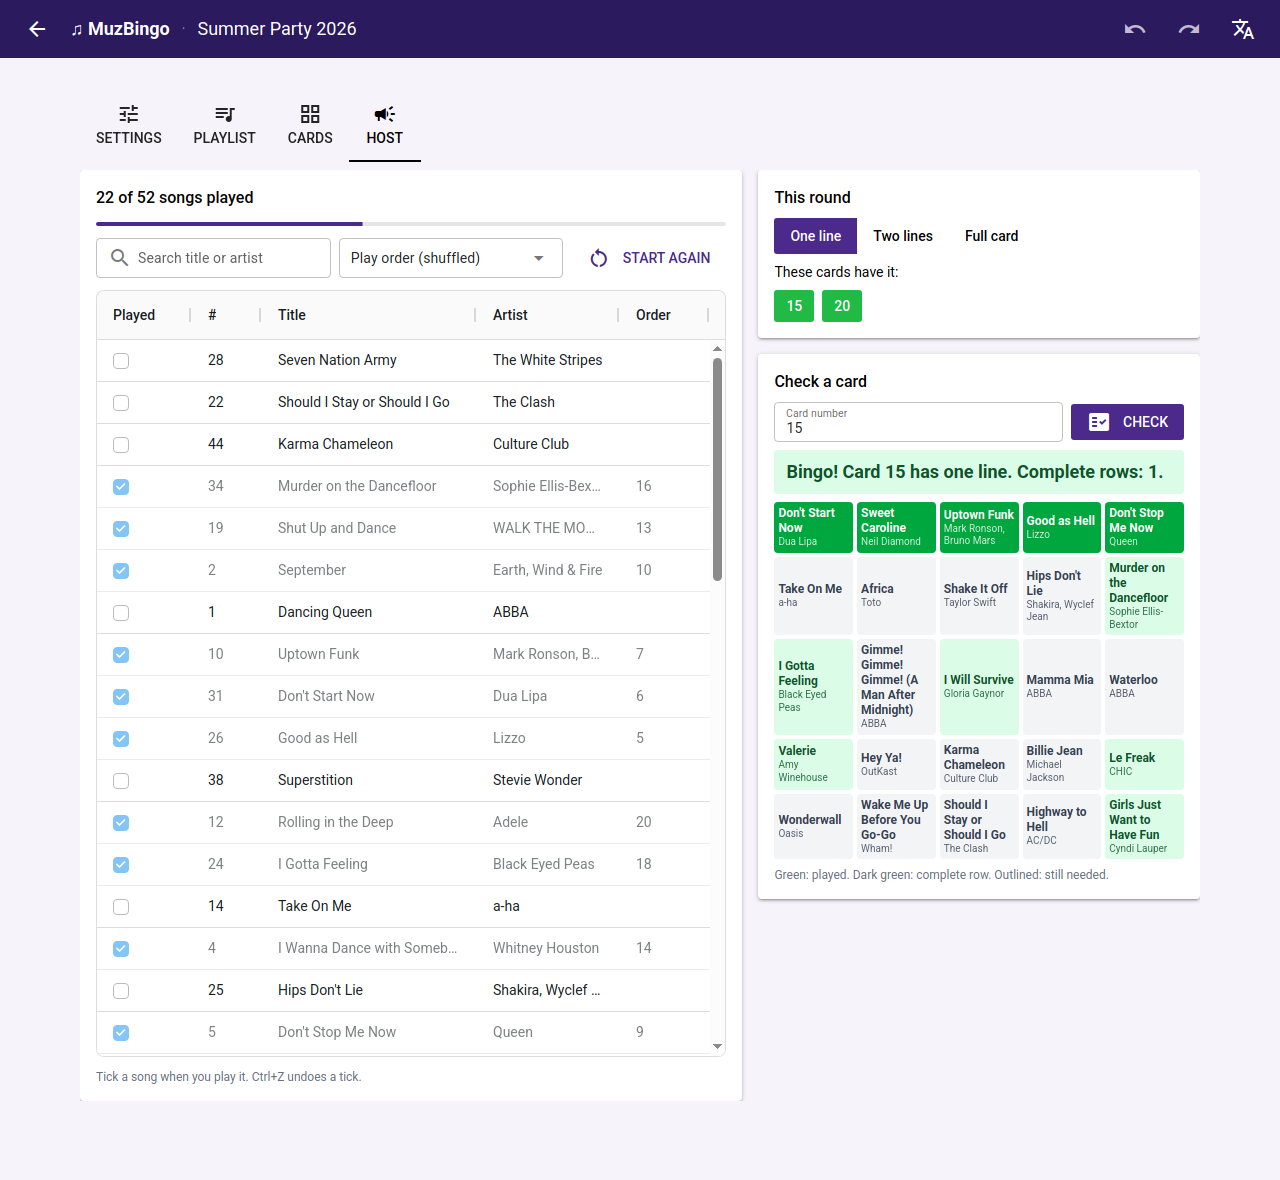 ♫ MuzBingo · Summer Party 2026
SETTINGS PLAYLIST CARDS HOST
22 of 52 songs played
Search title or artist
Play order (shuffled)
START AGAIN
Played # Title Artist Order
28 Seven Nation Army The White Stripes
22 Should I Stay or Should I Go The Clash
44 Karma Chameleon Culture Club
34 Murder on the Dancefloor Sophie Ellis-Bex... 16
19 Shut Up and Dance WALK THE MO... 13
2 September Earth, Wind & Fire 10
1 Dancing Queen ABBA
10 Uptown Funk Mark Ronson, B... 7
31 Don't Start Now Dua Lipa 6
26 Good as Hell Lizzo 5
38 Superstition Stevie Wonder
12 Rolling in the Deep Adele 20
24 I Gotta Feeling Black Eyed Peas 18
14 Take On Me a-ha
4 I Wanna Dance with Someb... Whitney Houston 14
25 Hips Don't Lie Shakira, Wyclef ...
5 Don't Stop Me Now Queen 9
Tick a song when you play it. Ctrl+Z undoes a tick.
This round
One line Two lines Full card
These cards have it:
15 20
Check a card
Card number
15
CHECK
Bingo! Card 15 has one line. Complete rows: 1.
Don't Start
Now
Dua Lipa
Sweet
Caroline
Neil Diamond
Uptown Funk
Mark Ronson,
Bruno Mars
Good as Hell
Lizzo
Don't Stop
Me Now
Queen
Take On Me
a-ha
Africa
Toto
Shake It Off
Taylor Swift
Hips Don't
Lie
Shakira, Wyclef
Jean
Murder on
the
Dancefloor
Sophie Ellis-
Bextor
I Gotta
Feeling
Black Eyed
Peas
Gimme!
Gimme!
Gimme! (A
Man After
Midnight)
ABBA
I Will Survive
Gloria Gaynor
Mamma Mia
ABBA
Waterloo
ABBA
Valerie
Amy
Winehouse
Hey Ya!
OutKast
Karma
Chameleon
Culture Club
Billie Jean
Michael
Jackson
Le Freak
CHIC
Wonderwall
Oasis
Wake Me Up
Before You
Go-Go
Wham!
Should I
Stay or
Should I Go
The Clash
Highway to
Hell
AC/DC
Girls Just
Want to
Have Fun
Cyndi Lauper
Green: played. Dark green: complete row. Outlined: still needed.